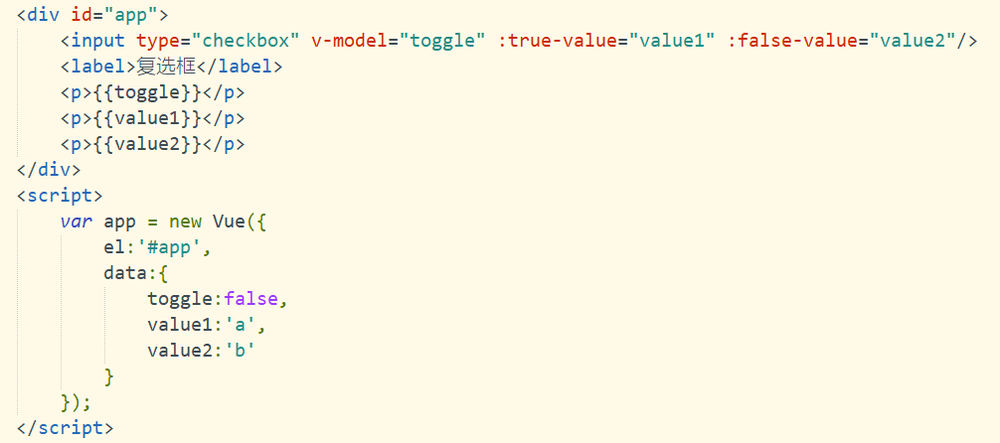 <div id="app">
    <input type="checkbox" v-model="toggle" :true-value="value1" :false-value="value2"/>
    <label>复选框</label>
    <p>{{toggle}}</p>
    <p>{{value1}}</p>
    <p>{{value2}}</p>
</div>
<script>
    var app = new Vue({
        el:'#app',
        data:{
            toggle:false,
            value1:'a',
            value2:'b'
        }
    });
</script>